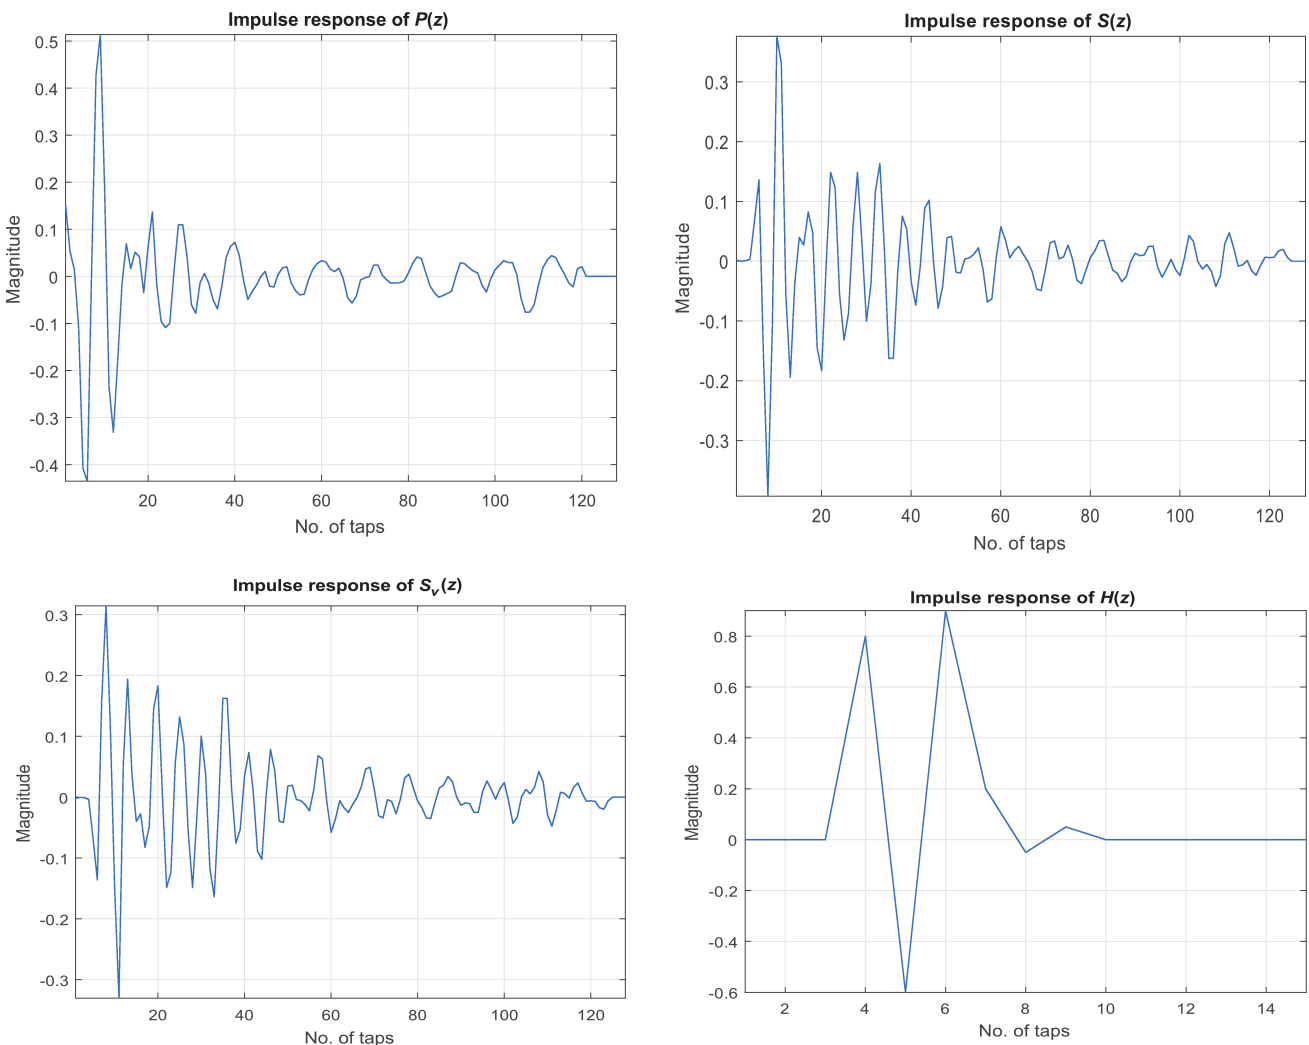 Impulse response of P(z)
0.5
0.4
0.3
0.2
0.1
0
-0.1
-0.2
-0.3
-0.4
Magnitude
20 40 60 80 100 120
No. of taps
Impulse response of S(z)
0.3
0.2
0.1
0
-0.1
-0.2
-0.3
Magnitude
20 40 60 80 100 120
No. of taps
Impulse response of Sv(z)
0.3
0.2
0.1
0
-0.1
-0.2
-0.3
Magnitude
20 40 60 80 100 120
No. of taps
Impulse response of H(z)
0.8
0.6
0.4
0.2
0
-0.2
-0.4
-0.6
Magnitude
2 4 6 8 10 12 14
No. of taps